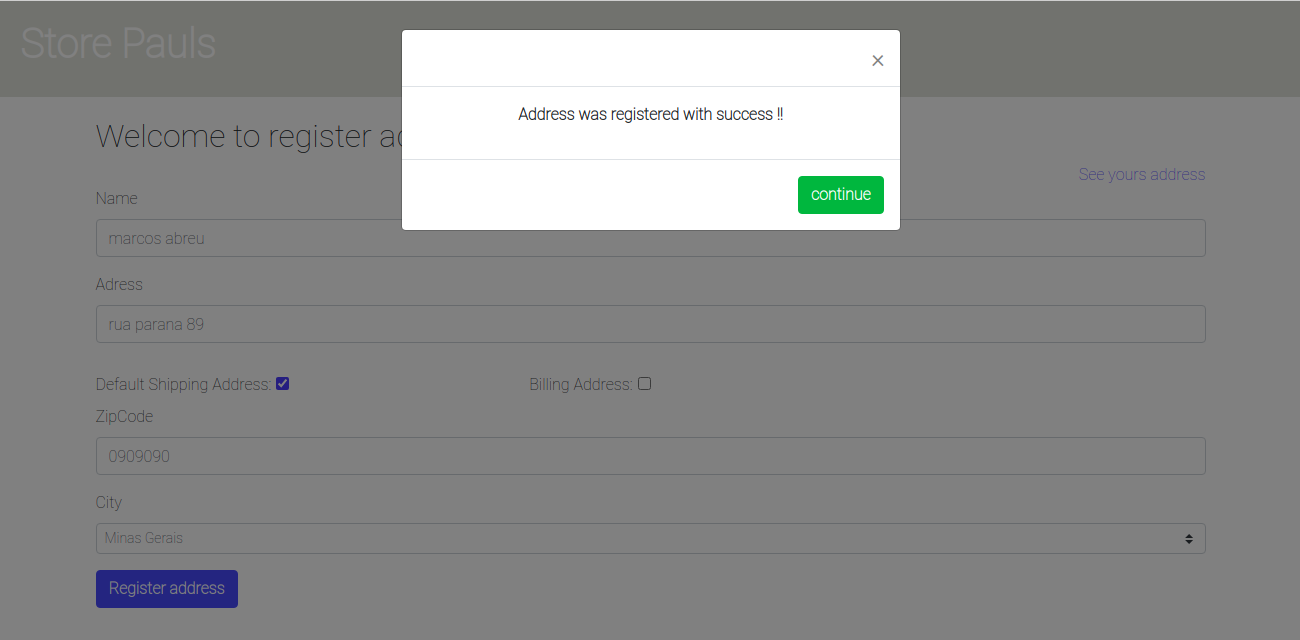 Store Pauls
×
Address was registered with success !!
continue
Welcome to register ad
See yours address
Name
marcos abreu
Adress
rua parana 89
Default Shipping Address:
Billing Address:
ZipCode
0909090
City
Minas Gerais
Register address